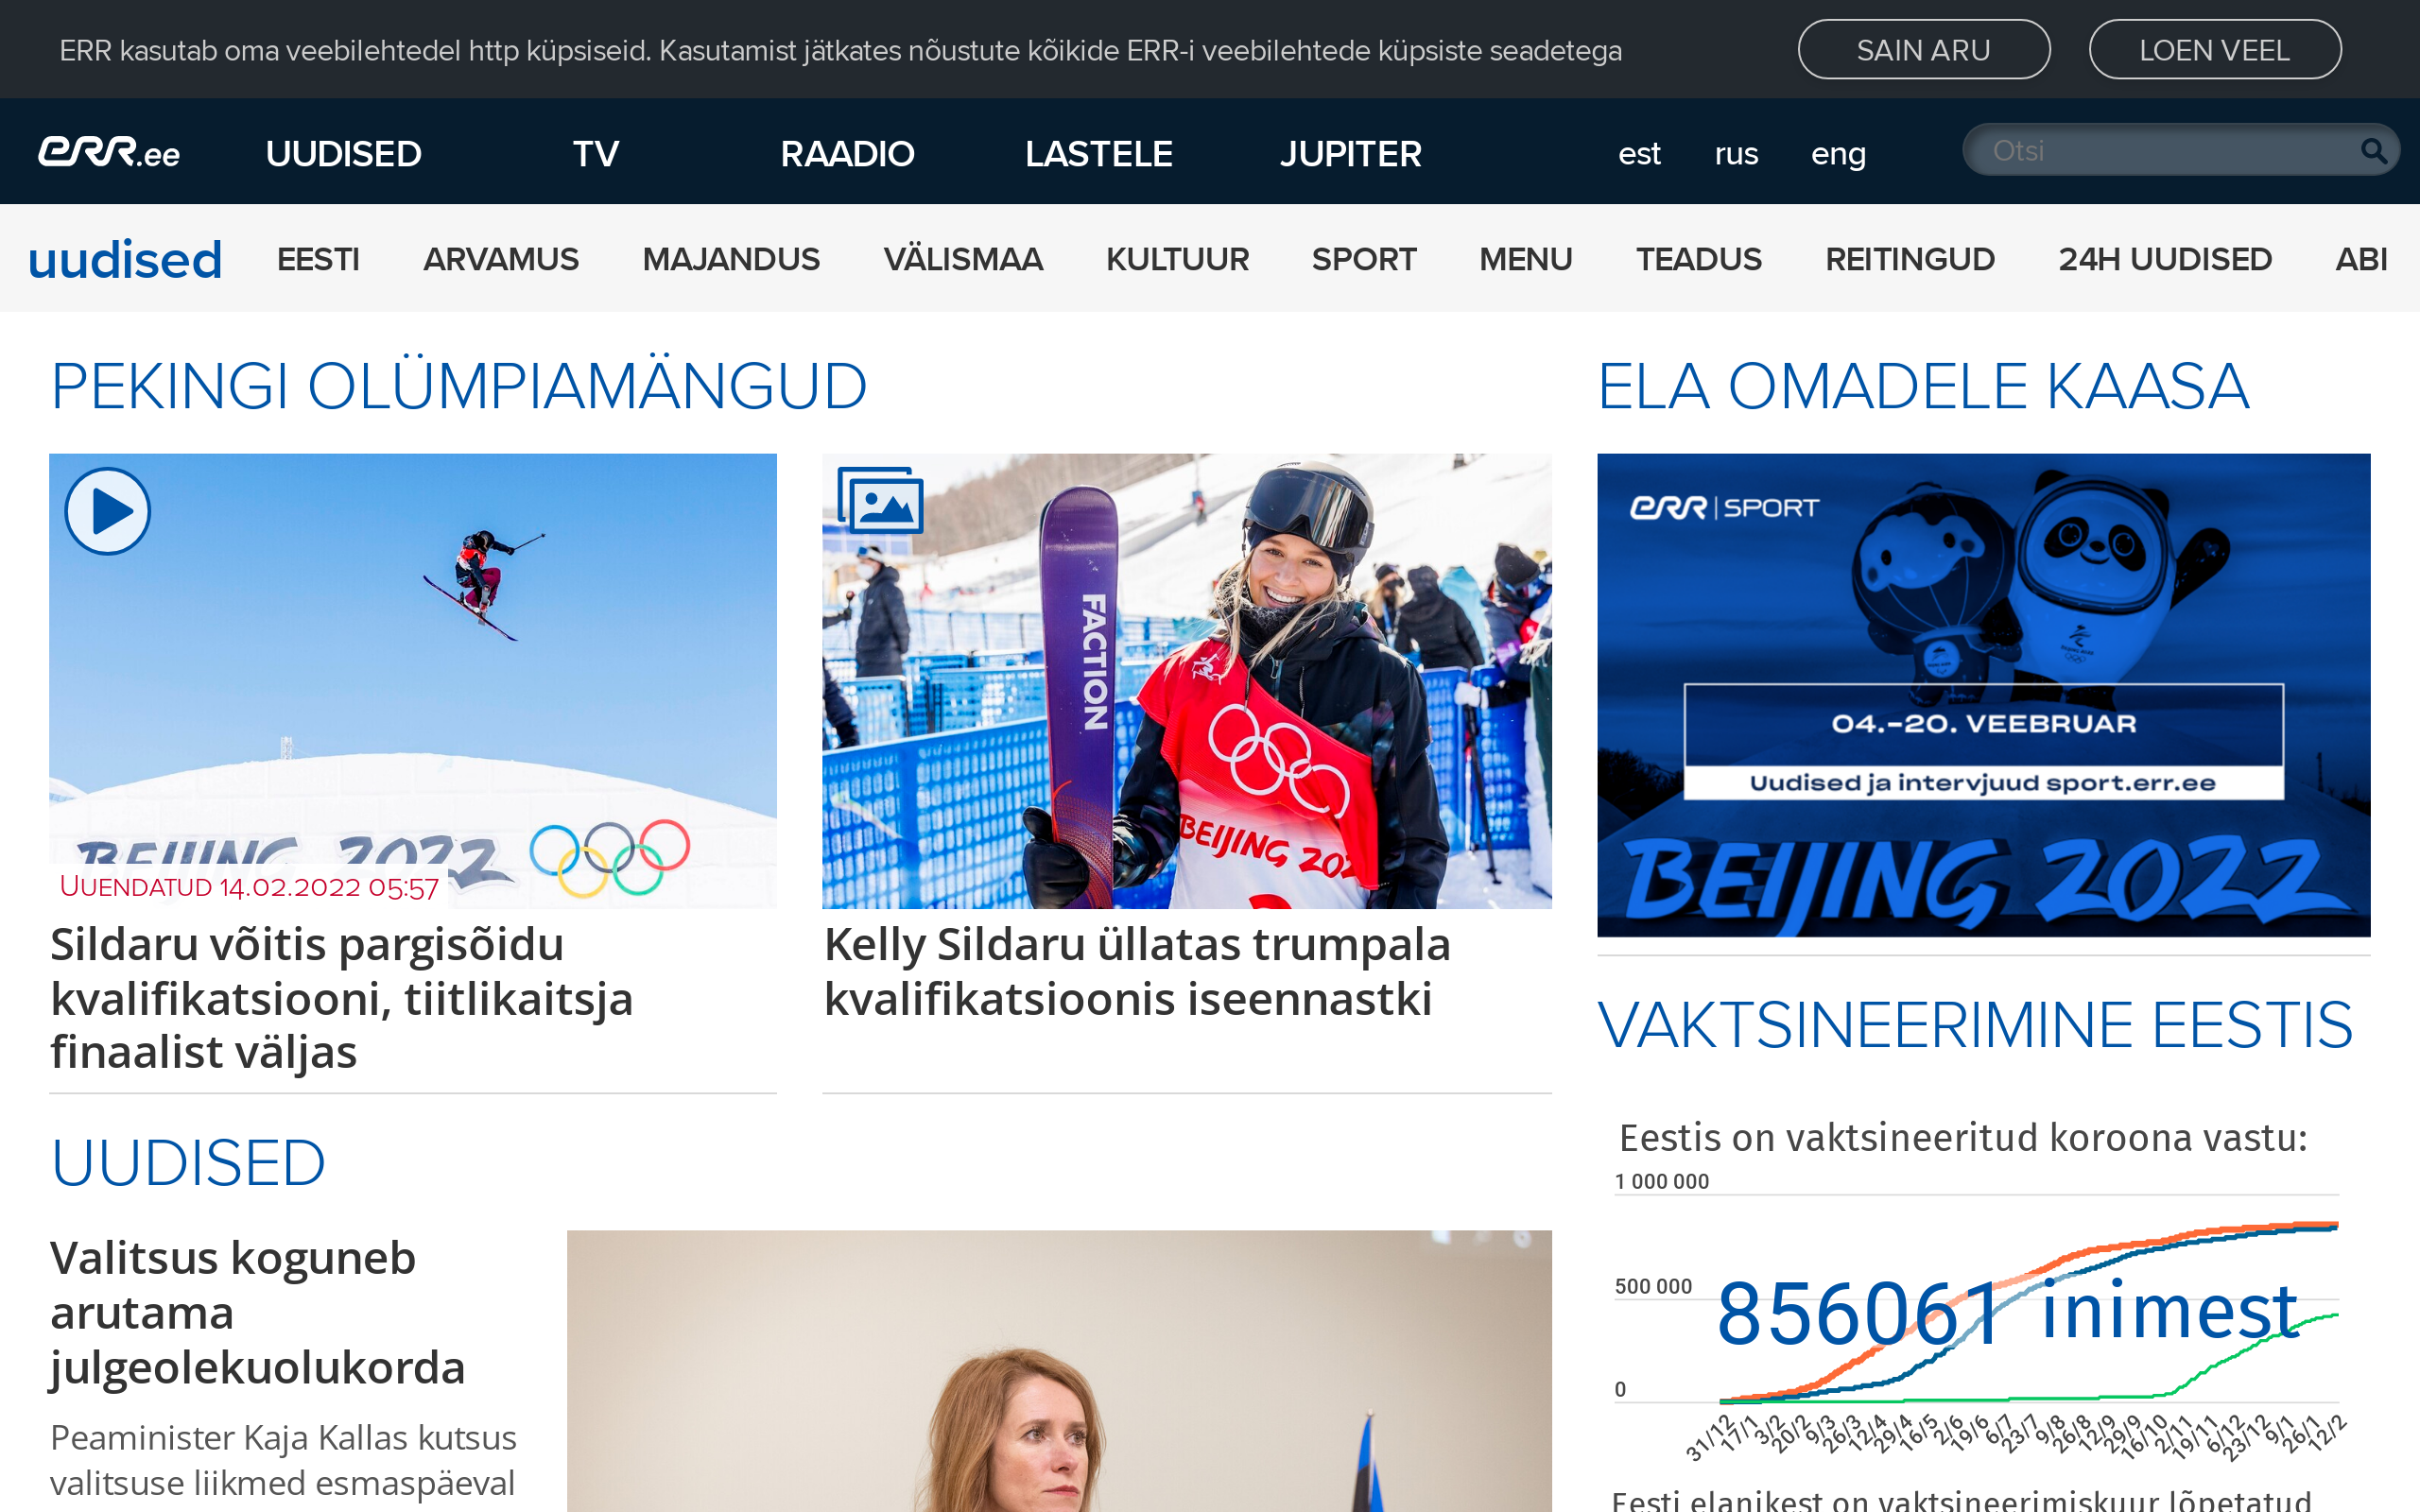 ERR kasutab oma veebilehtedel http küpsiseid. Kasutamist jätkates nõustute kõikide ERR-i veebilehtede küpsiste seadetega
SAIN ARU
LOEN VEEL
err.ee
UUDISED
TV
RAADIO
LASTELE
JUPITER
est
rus
eng
Otsi
uudised
EESTI
ARVAMUS
MAJANDUS
VÄLISMAA
KULTUUR
SPORT
MENU
TEADUS
REITINGUD
24H UUDISED
ABI
PEKINGI OLÜMPIAMÄNGUD
BEIJING 2022
UUENDATUD 14.02.2022 05:57
Sildaru võitis pargisõidu
kvalifikatsiooni, tiitlikaitsja
finaalist väljas
FACTION
BEIJING 202
Kelly Sildaru üllatas trumpala
kvalifikatsioonis iseennastki
UUDISED
Valitsus koguneb
arutama
julgeolekuolukorda
Peaminister Kaja Kallas kutsus
valitsuse liikmed esmaspäeval
ELA OMADELE KAASA
err SPORT
04.-20. VEEBRUAR
Uudised ja intervjuud sport.err.ee
BEIJING 2022
VAKTSINEERIMINE EESTIS
Eestis on vaktsineeritud koroona vastu:
1 000 000
500 000
856061 inimest
0
31/12 17/1 3/2 20/2 9/3 26/3 12/4 29/4 16/5 2/6 19/6 6/7 23/7 9/8 26/8 12/9 29/9 16/10 2/11 19/11 6/12 23/12 9/1 26/1 12/2
Eesti elanikest on vaktsineerimiskuur lõpetatud